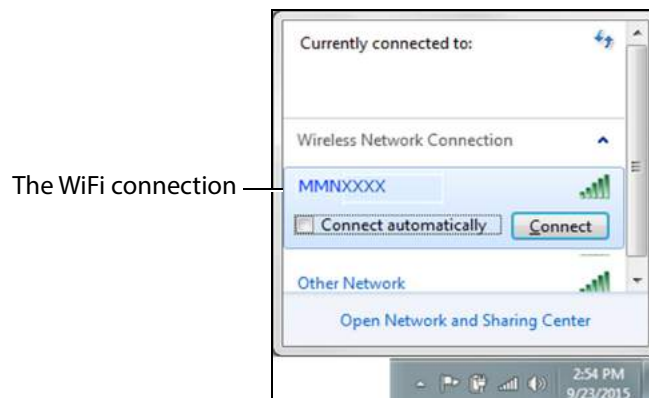 Currently connected to:
Wireless Network Connection
The WiFi connection
MMNXXXX
Connect automatically Connect
Other Network
Open Network and Sharing Center
2:54 PM
9/23/2015